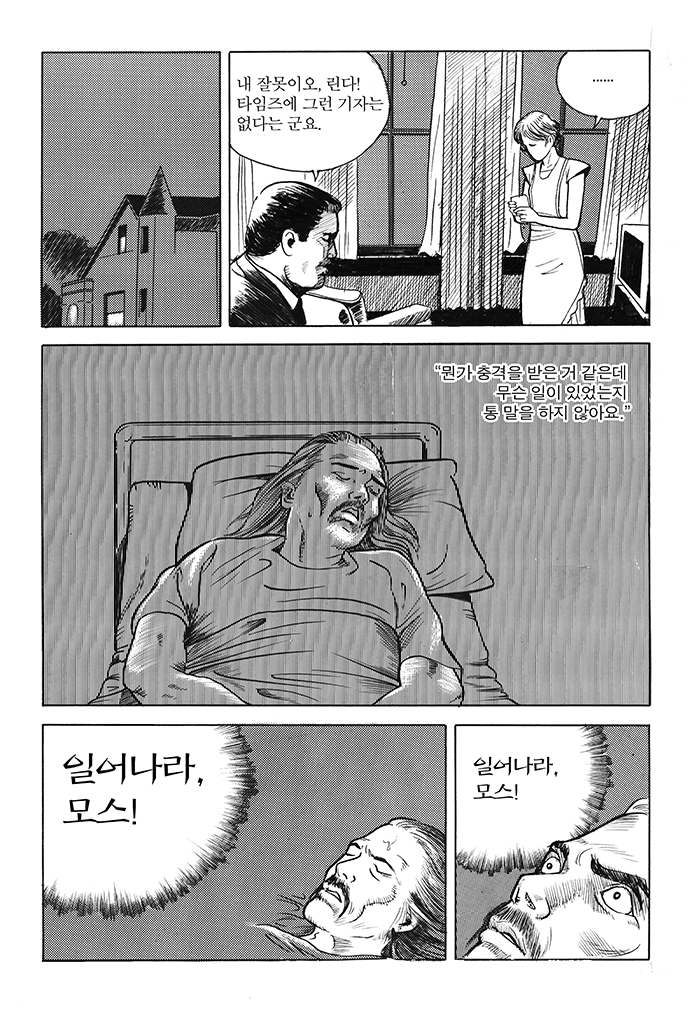 내 잘못이오, 린다!
타임즈에 그런 기자는
없다는 군요.
……
“뭔가 충격을 받은 거 같은데
무슨 일이 있었는지
통 말을 하지 않아요.”
일어나라,
모스!
일어나라,
모스!